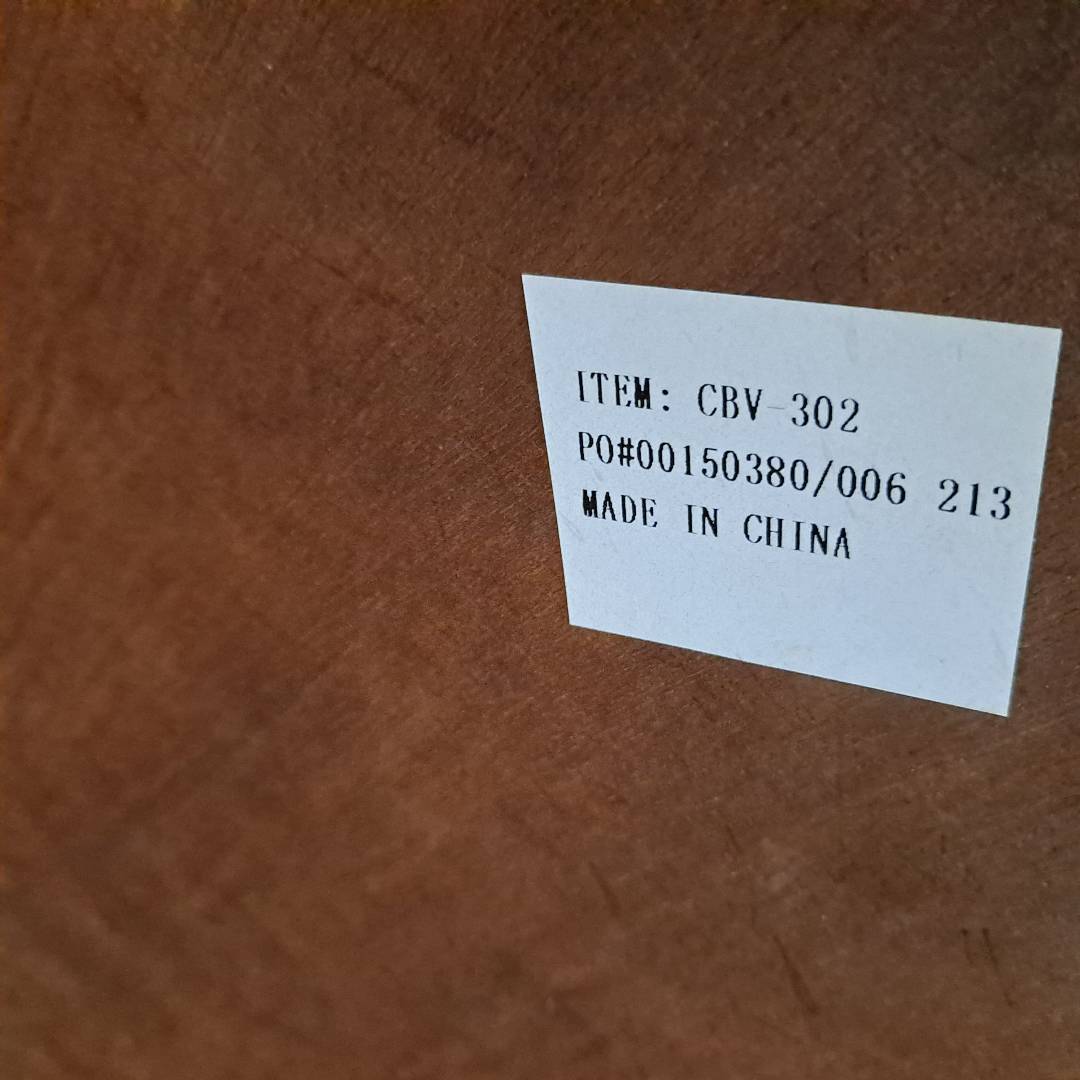 ITEM: CBV-302
PO#00150380/006 213
MADE IN CHINA